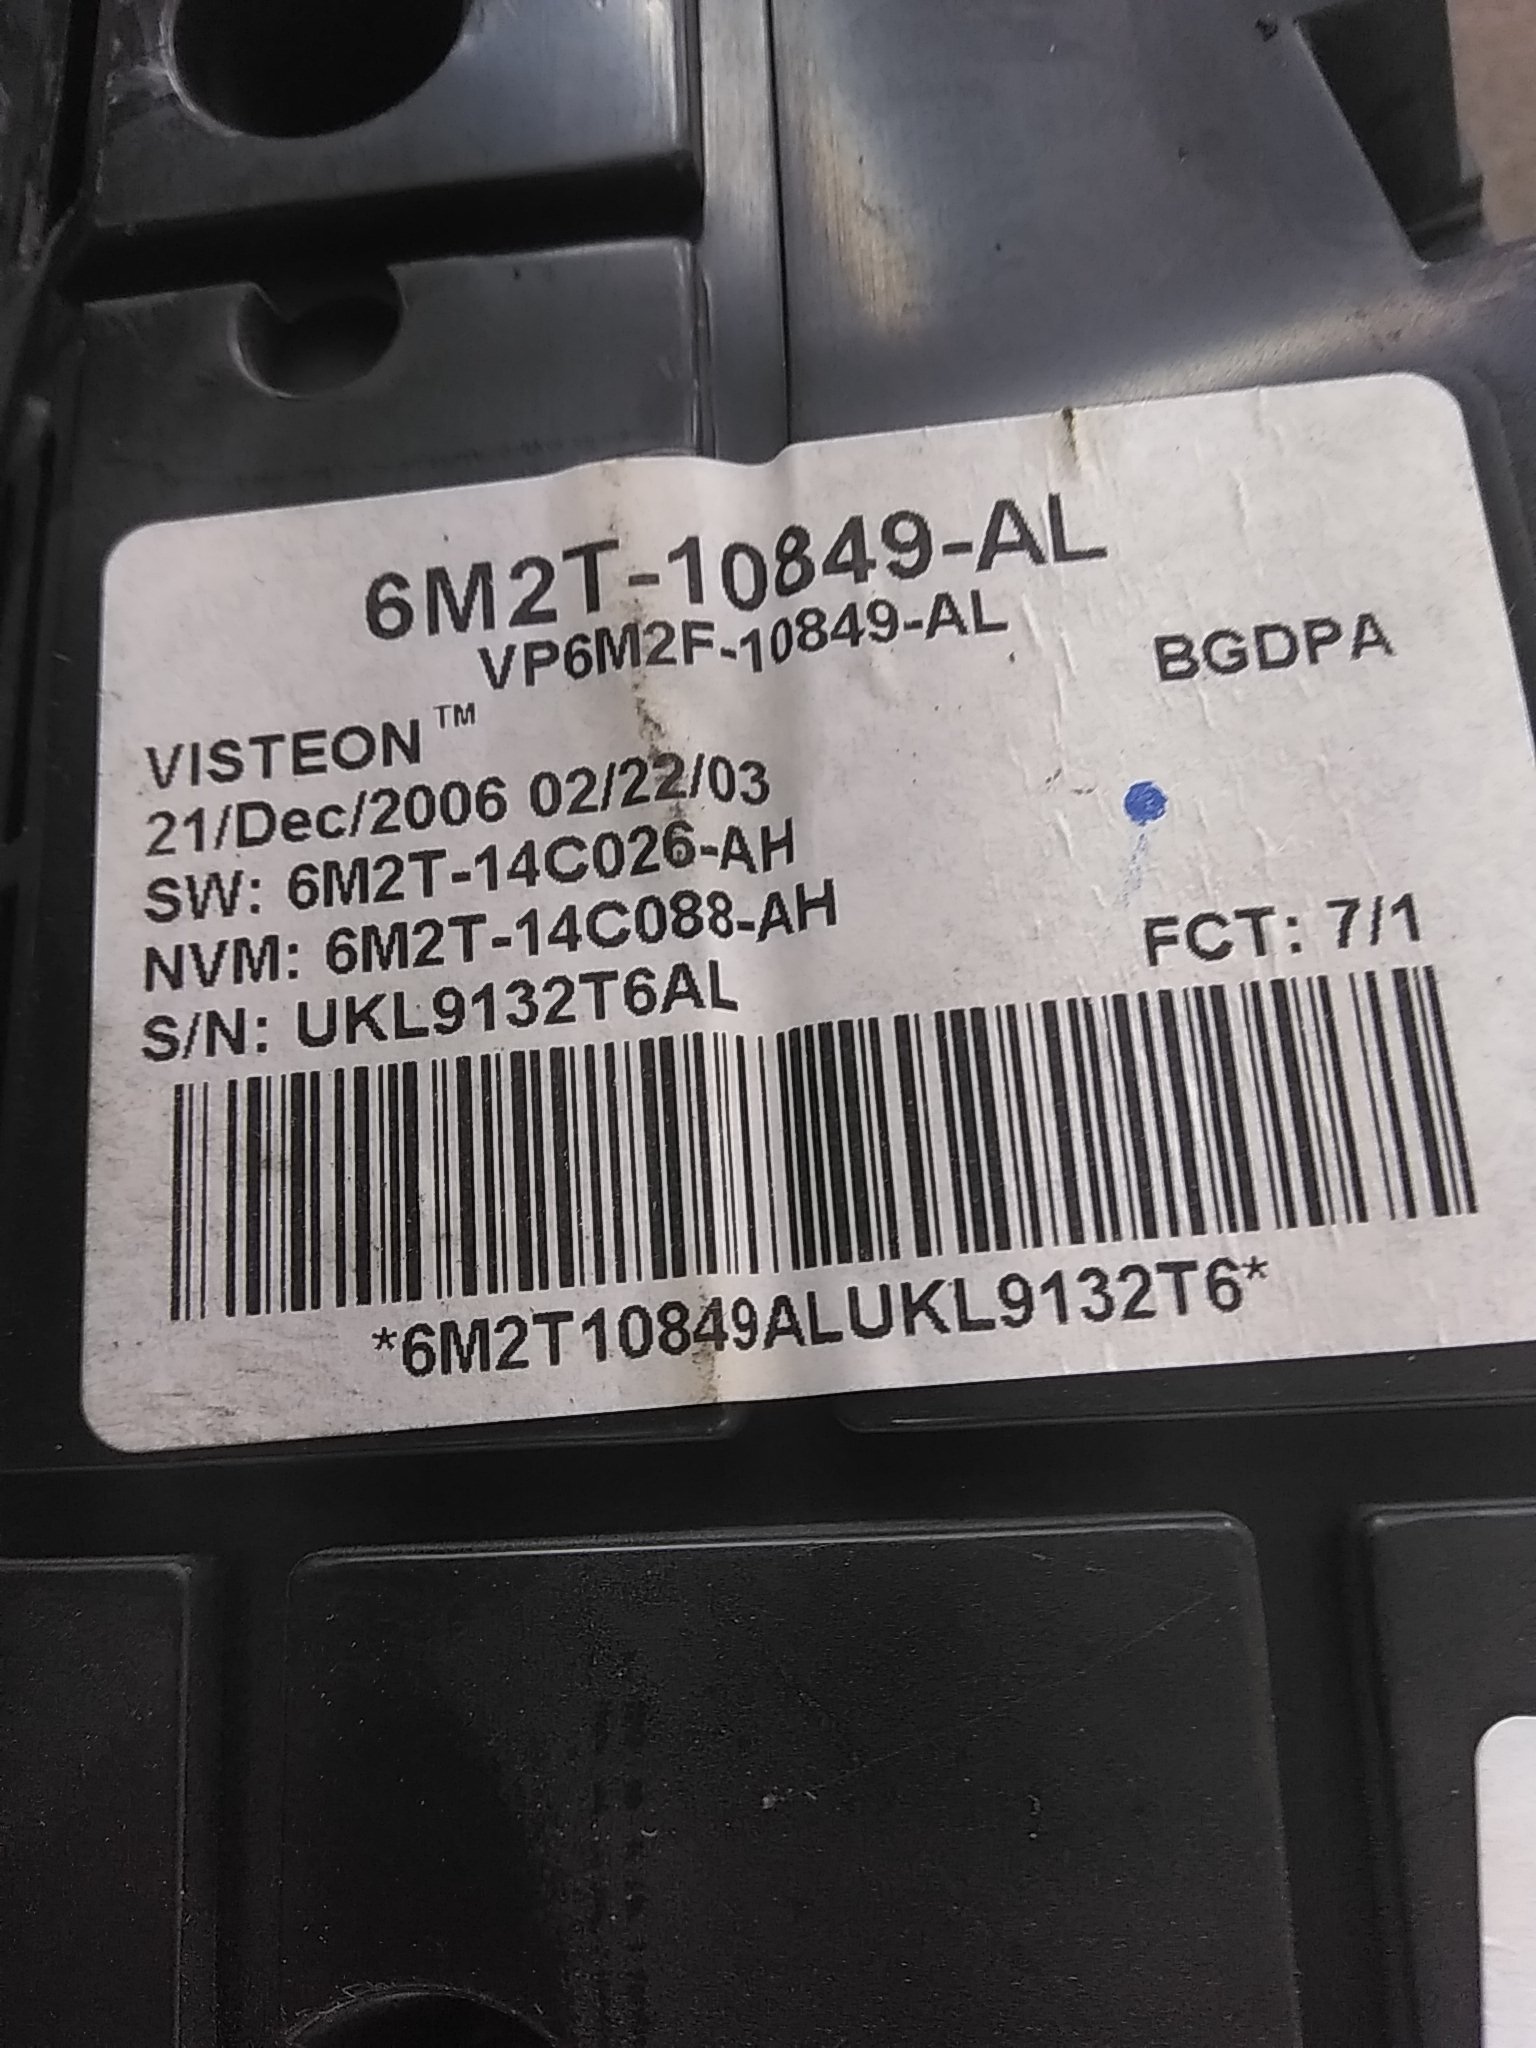 6M2T-10849-AL
VP6M2F-10849-AL
BGDPA
VISTEON™
21/Dec/2006 02/22/03
SW: 6M2T-14C026-AH
NVM: 6M2T-14C088-AH
FCT: 7/1
S/N: UKL9132T6AL
*6M2T10849ALUKL9132T6*